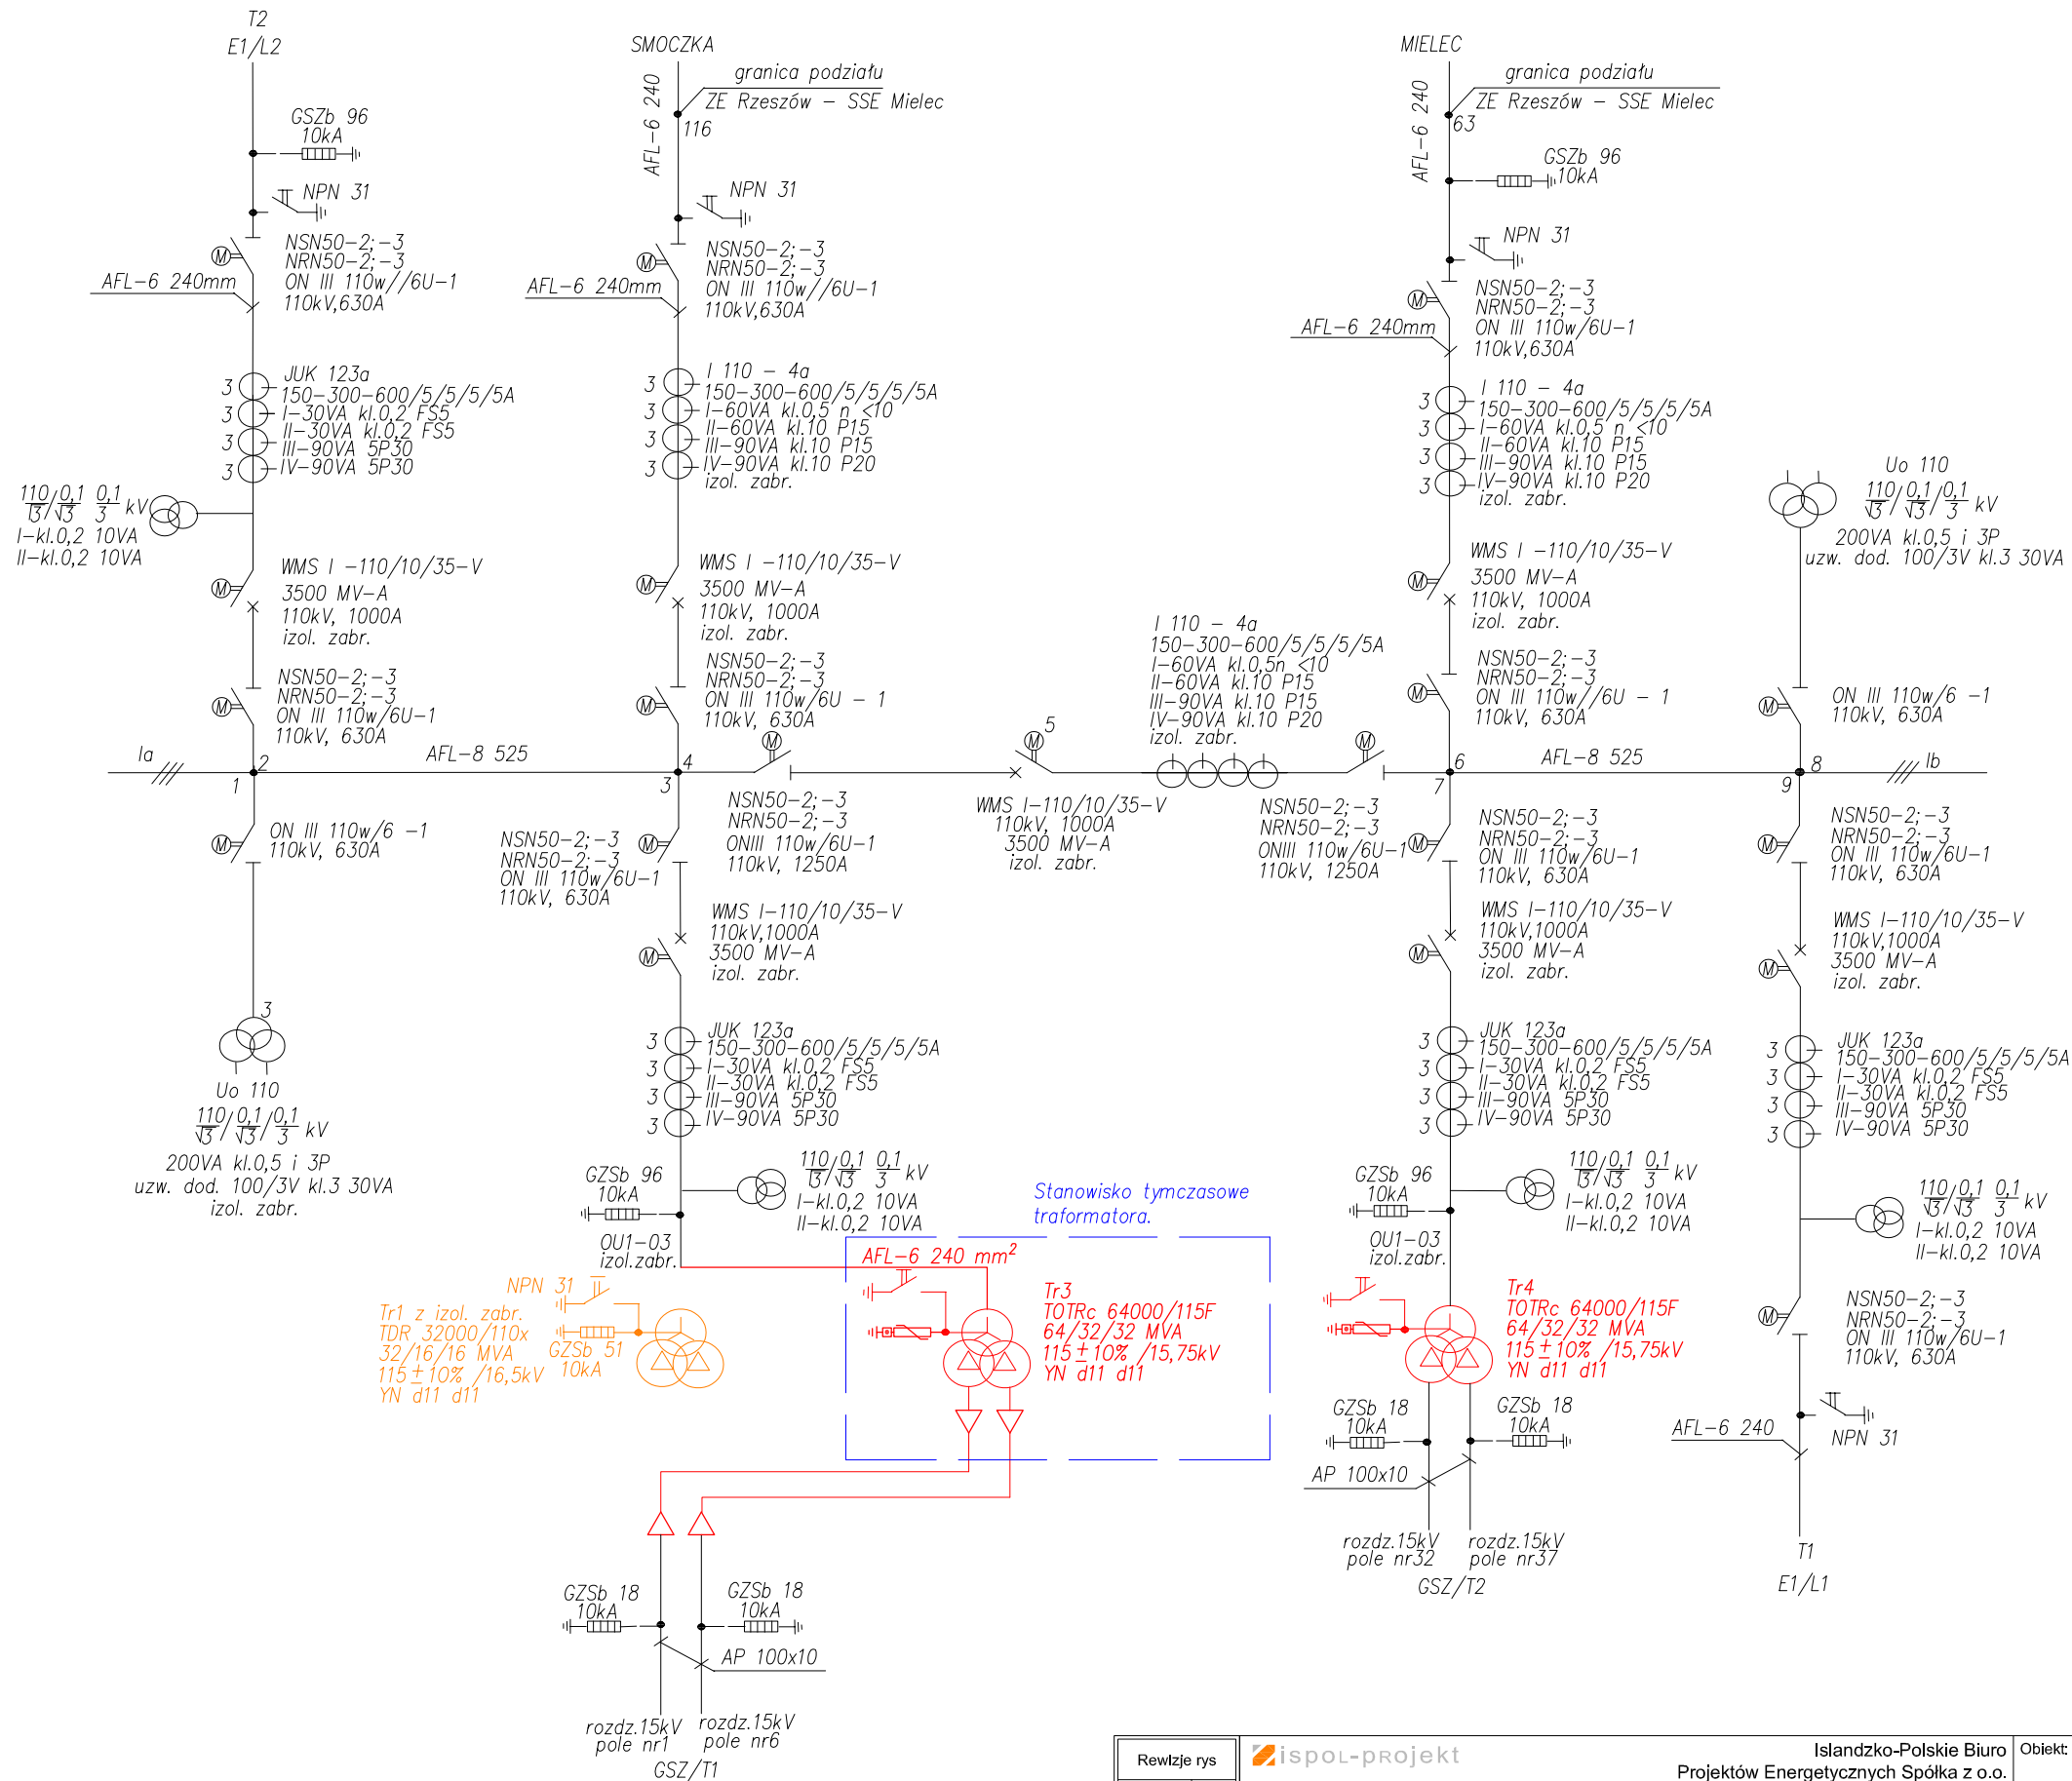 T2
E1/L2
GSZb 96
10kA
NPN 31
NSN50-2;-3
NRN50-2;-3
ON III 110w//6U-1
110kV,630A
AFL-6 240mm
3
3
3
3
JUK 123a
150-300-600/5/5/5/5A
I-30VA kl.0,2 FS5
II-30VA kl.0,2 FS5
III-90VA 5P30
IV-90VA 5P30
110/√3/0,1/√3 0,1/3 kV
I-kl.0,2 10VA
II-kl.0,2 10VA
WMS I -110/10/35-V
3500 MV-A
110kV, 1000A
izol. zabr.
NSN50-2;-3
NRN50-2;-3
ON III 110w/6U-1
110kV, 630A
Ia
2
1
AFL-8 525
ON III 110w/6 -1
110kV, 630A
3
Uo 110
110/√3/0,1/√3/0,1/3 kV
200VA kl.0,5 i 3P
uzw. dod. 100/3V kl.3 30VA
izol. zabr.
SMOCZKA
AFL-6 240
granica podziału
ZE Rzeszów - SSE Mielec
116
NPN 31
NSN50-2;-3
NRN50-2;-3
ON III 110w//6U-1
110kV,630A
AFL-6 240mm
3
3
3
3
I 110 - 4a
150-300-600/5/5/5/5A
I-60VA kl.0,5 n <10
II-60VA kl.10 P15
III-90VA kl.10 P15
IV-90VA kl.10 P20
izol. zabr.
WMS I -110/10/35-V
3500 MV-A
110kV, 1000A
izol. zabr.
NSN50-2;-3
NRN50-2;-3
ON III 110w/6U - 1
110kV, 630A
4
3
NSN50-2;-3
NRN50-2;-3
ONIII 110w/6U-1
110kV, 1250A
NSN50-2;-3
NRN50-2;-3
ON III 110w/6U-1
110kV, 630A
WMS I-110/10/35-V
110kV,1000A
3500 MV-A
izol. zabr.
3
3
3
3
JUK 123a
150-300-600/5/5/5/5A
I-30VA kl.0,2 FS5
II-30VA kl.0,2 FS5
III-90VA 5P30
IV-90VA 5P30
GZSb 96
10kA
110/√3/0,1/√3 0,1/3 kV
I-kl.0,2 10VA
II-kl.0,2 10VA
OU1-03
izol.zabr.
5
WMS I-110/10/35-V
110kV, 1000A
3500 MV-A
izol. zabr.
I 110 - 4a
150-300-600/5/5/5/5A
I-60VA kl.0,5n <10
II-60VA kl.10 P15
III-90VA kl.10 P15
IV-90VA kl.10 P20
izol. zabr.
NSN50-2;-3
NRN50-2;-3
ONIII 110w/6U-1
110kV, 1250A
Stanowisko tymczasowe
traformatora.
AFL-6 240 mm²
Tr3
TOTRc 64000/115F
64/32/32 MVA
115±10% /15,75kV
YN d11 d11
NPN 31
Tr1 z izol. zabr.
TDR 32000/110x
32/16/16 MVA
115±10% /16,5kV
YN d11 d11
GZSb 51
10kA
GZSb 18
10kA
GZSb 18
10kA
AP 100x10
rozdz.15kV
pole nr1
rozdz.15kV
pole nr6
GSZ/T1
MIELEC
AFL-6 240
granica podziału
ZE Rzeszów - SSE Mielec
63
GSZb 96
10kA
NPN 31
NSN50-2;-3
NRN50-2;-3
ON III 110w/6U-1
110kV,630A
AFL-6 240mm
3
3
3
3
I 110 - 4a
150-300-600/5/5/5/5A
I-60VA kl.0,5 n <10
II-60VA kl.10 P15
III-90VA kl.10 P15
IV-90VA kl.10 P20
izol. zabr.
WMS I -110/10/35-V
3500 MV-A
110kV, 1000A
izol. zabr.
NSN50-2;-3
NRN50-2;-3
ON III 110w//6U - 1
110kV, 630A
6
7
AFL-8 525
NSN50-2;-3
NRN50-2;-3
ON III 110w/6U-1
110kV, 630A
WMS I-110/10/35-V
110kV,1000A
3500 MV-A
izol. zabr.
3
3
3
3
JUK 123a
150-300-600/5/5/5/5A
I-30VA kl.0,2 FS5
II-30VA kl.0,2 FS5
III-90VA 5P30
IV-90VA 5P30
GZSb 96
10kA
110/√3/0,1/√3 0,1/3 kV
I-kl.0,2 10VA
II-kl.0,2 10VA
OU1-03
izol.zabr.
Tr4
TOTRc 64000/115F
64/32/32 MVA
115±10% /15,75kV
YN d11 d11
GZSb 18
10kA
GZSb 18
10kA
AP 100x10
rozdz.15kV
pole nr32
rozdz.15kV
pole nr37
GSZ/T2
Uo 110
110/√3/0,1/√3/0,1/3 kV
200VA kl.0,5 i 3P
uzw. dod. 100/3V kl.3 30VA
ON III 110w/6 -1
110kV, 630A
8
9
Ib
NSN50-2;-3
NRN50-2;-3
ON III 110w/6U-1
110kV, 630A
WMS I-110/10/35-V
110kV,1000A
3500 MV-A
izol. zabr.
3
3
3
3
JUK 123a
150-300-600/5/5/5/5A
I-30VA kl.0,2 FS5
II-30VA kl.0,2 FS5
III-90VA 5P30
IV-90VA 5P30
110/√3/0,1/√3 0,1/3 kV
I-kl.0,2 10VA
II-kl.0,2 10VA
NSN50-2;-3
NRN50-2;-3
ON III 110w/6U-1
110kV, 630A
AFL-6 240
NPN 31
T1
E1/L1
Rewizje rys
ispol-projekt
Islandzko-Polskie Biuro
Projektów Energetycznych Spółka z o.o.
Obiekt: